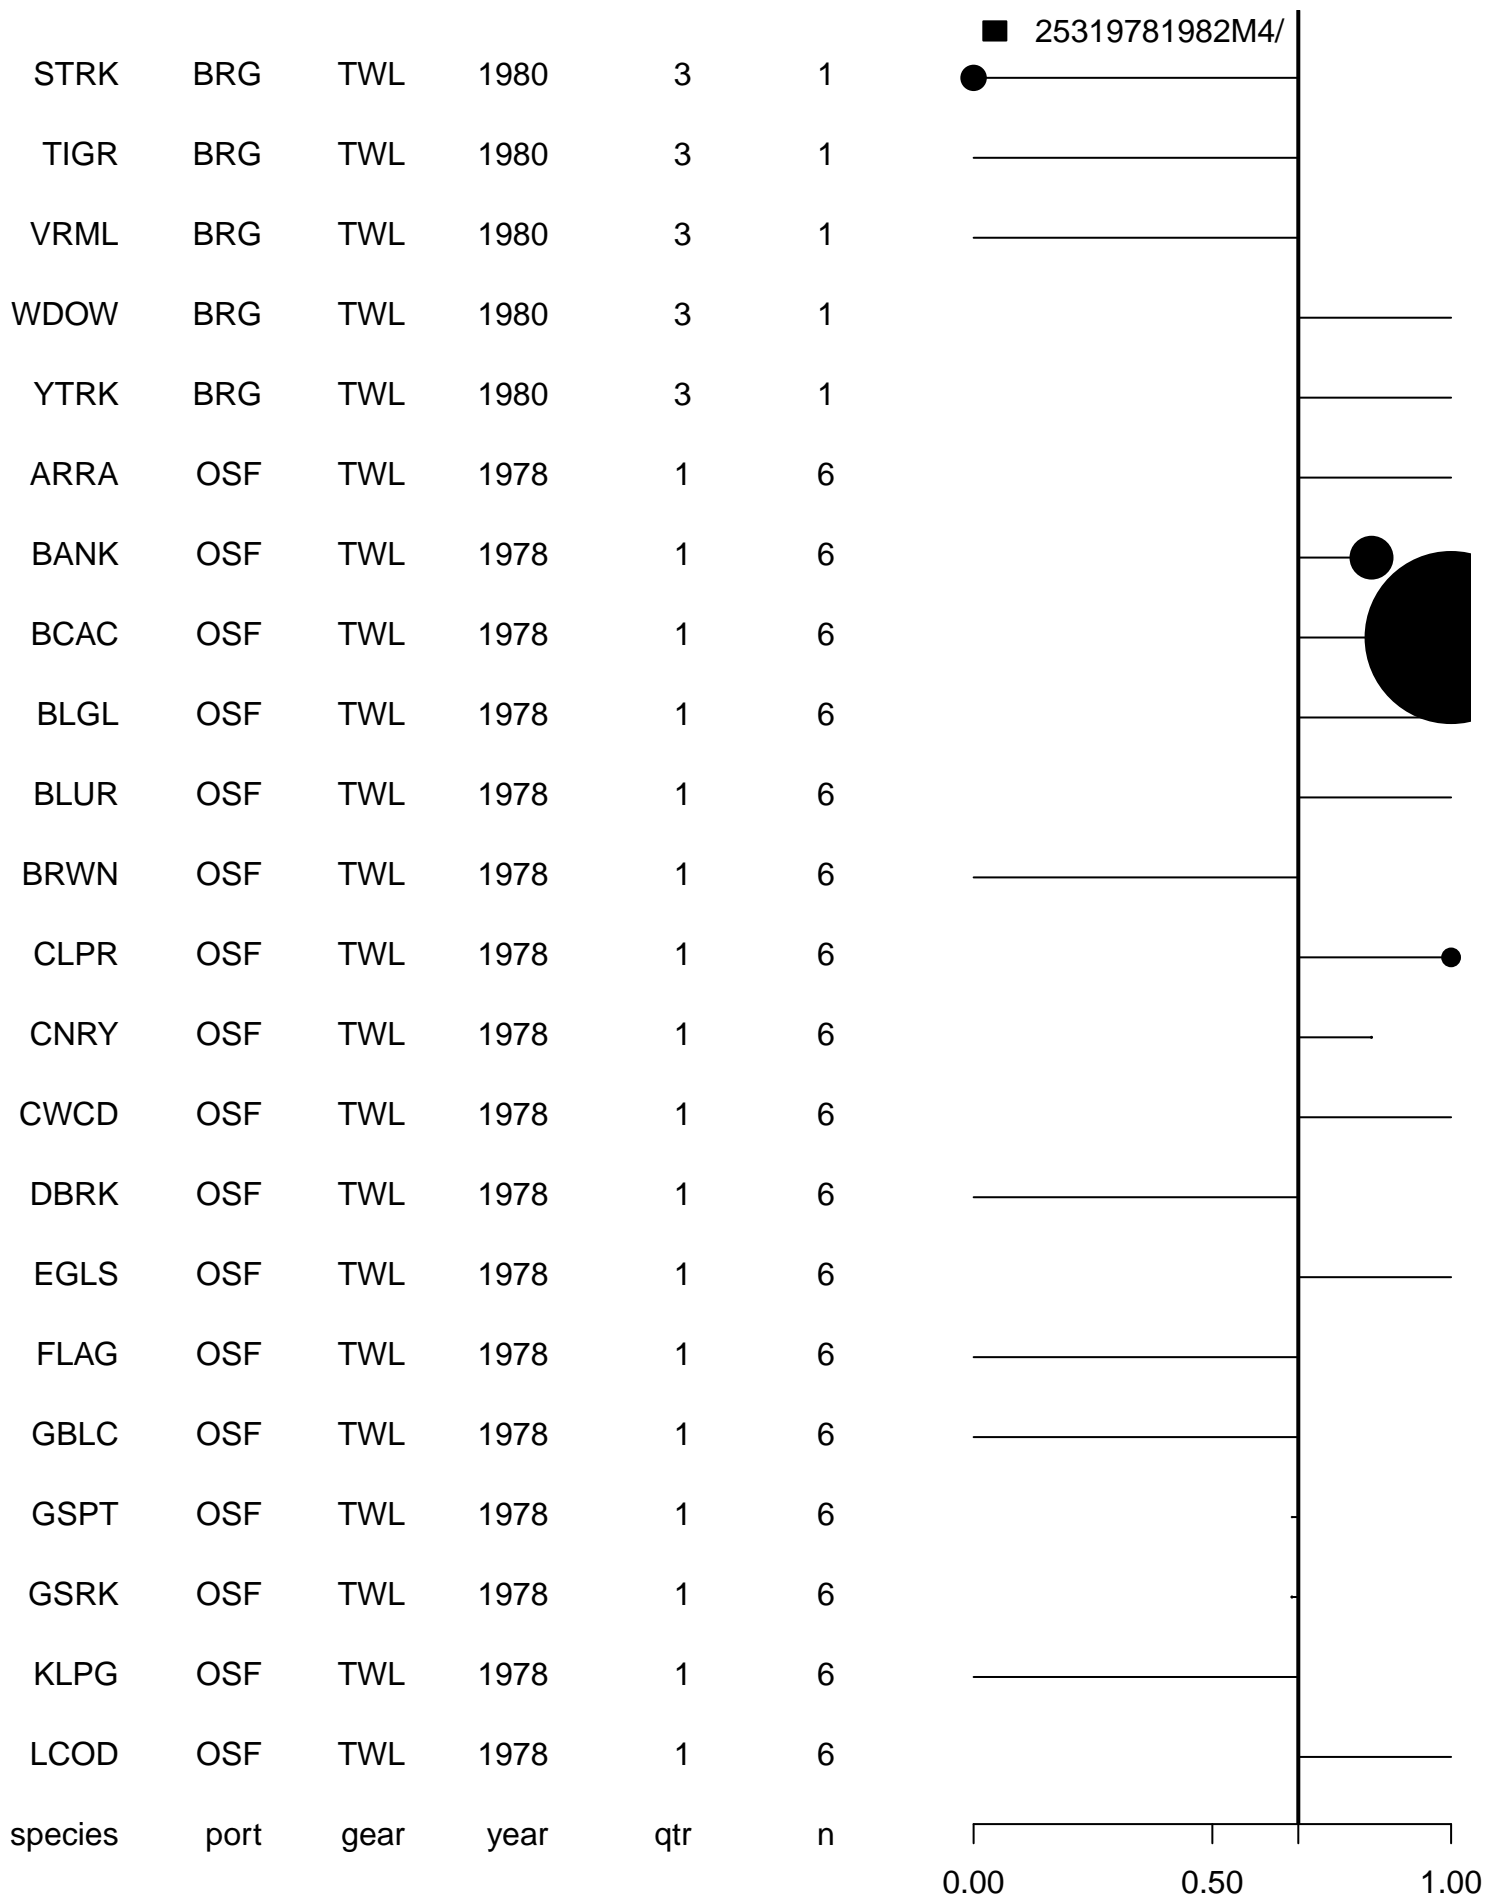 25319781982M4/
STRK BRG TWL 1980 3 1
TIGR BRG TWL 1980 3 1
VRML BRG TWL 1980 3 1
WDOW BRG TWL 1980 3 1
YTRK BRG TWL 1980 3 1
ARRA OSF TWL 1978 1 6
BANK OSF TWL 1978 1 6
BCAC OSF TWL 1978 1 6
BLGL OSF TWL 1978 1 6
BLUR OSF TWL 1978 1 6
BRWN OSF TWL 1978 1 6
CLPR OSF TWL 1978 1 6
CNRY OSF TWL 1978 1 6
CWCD OSF TWL 1978 1 6
DBRK OSF TWL 1978 1 6
EGLS OSF TWL 1978 1 6
FLAG OSF TWL 1978 1 6
GBLC OSF TWL 1978 1 6
GSPT OSF TWL 1978 1 6
GSRK OSF TWL 1978 1 6
KLPG OSF TWL 1978 1 6
LCOD OSF TWL 1978 1 6
species port gear year qtr n
0.00 0.50 1.00